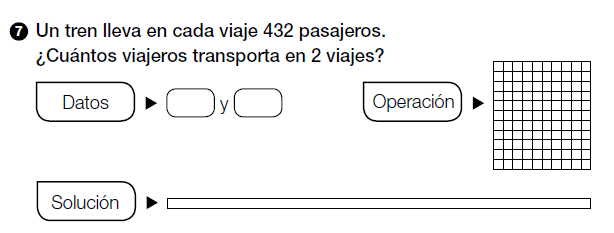 7 Un tren lleva en cada viaje 432 pasajeros.
¿Cuántos viajeros transporta en 2 viajes?
Datos y Operación
Solución